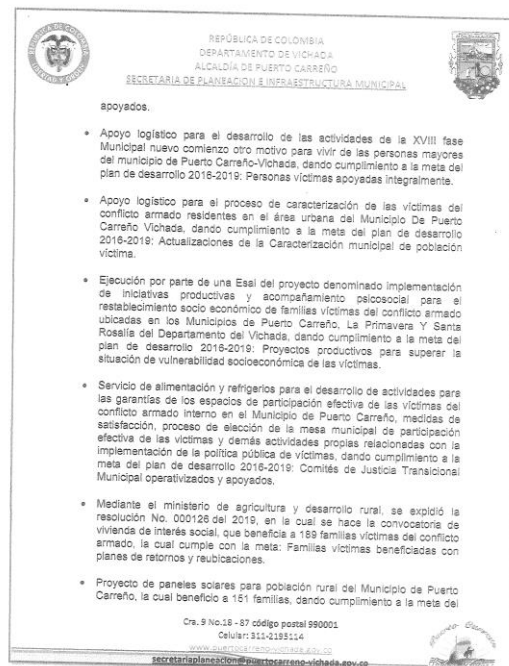 REPÚBLICA DE COLOMBIA
DEPARTAMENTO DE VICHADA
ALCALDÍA DE PUERTO CARREÑO
SECRETARIA DE PLANEACION E INFRAESTRUCTURA MUNICIPAL
apoyados.
• Apoyo logístico para el desarrollo de las actividades de la XVIII fase
Municipal nuevo comienzo otro motivo para vivir de las personas mayores
del municipio de Puerto Carreño-Vichada, dando cumplimiento a la meta del
plan de desarrollo 2016-2019: Personas víctimas apoyadas integralmente.
• Apoyo logístico para el proceso de caracterización de las víctimas del
conflicto armado residentes en el área urbana del Municipio De Puerto
Carreño Vichada, dando cumplimiento a la meta del plan de desarrollo
2016-2019: Actualizaciones de la Caracterización municipal de población
víctima.
• Ejecución por parte de una Esal del proyecto denominado implementación
de iniciativas productivas y acompañamiento psicosocial para el
restablecimiento socio económico de familias víctimas del conflicto armado
ubicadas en los Municipios de Puerto Carreño, La Primavera Y Santa
Rosalía del Departamento del Vichada, dando cumplimiento a la meta del
plan de desarrollo 2016-2019: Proyectos productivos para superar la
situación de vulnerabilidad socioeconómica de las víctimas.
• Servicio de alimentación y refrigerios para el desarrollo de actividades para
las garantías de los espacios de participación efectiva de las víctimas del
conflicto armado interno en el Municipio de Puerto Carreño, medidas de
satisfacción, proceso de elección de la mesa municipal de participación
efectiva de las victimas y demás actividades propias relacionadas con la
implementación de la política pública de víctimas, dando cumplimiento a la
meta del plan de desarrollo 2016-2019: Comités de Justicia Transicional
Municipal operativizados y apoyados.
• Mediante el ministerio de agricultura y desarrollo rural, se expidió la
resolución No. 000126 del 2019, en la cual se hace la convocatoria de
vivienda de interés social, que beneficia a 189 familias víctimas del conflicto
armado, la cual cumple con la meta: Familias víctimas beneficiadas con
planes de retornos y reubicaciones.
• Proyecto de paneles solares para población rural del Municipio de Puerto
Carreño, la cual beneficio a 151 familias, dando cumplimiento a la meta del
Cra. 9 No.18 - 87 código postal 990001
Celular: 311-2195114
www.puertocarreno-vichada.gov.co
secretariaplaneacion@puertocarreno-vichada.gov.co